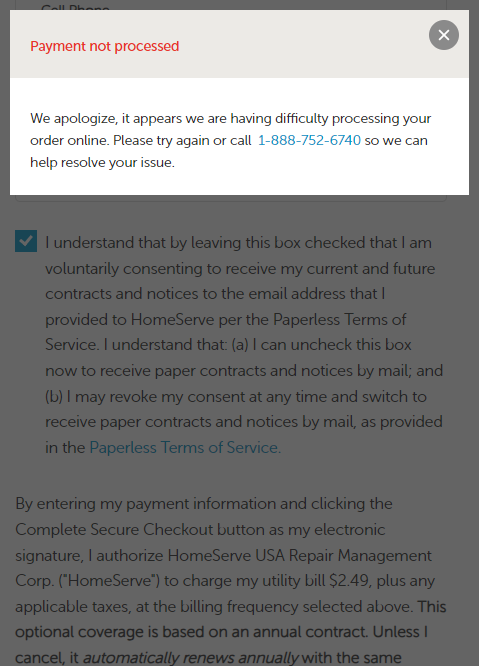 Cell Phone
Payment not processed
We apologize, it appears we are having difficulty processing your
order online. Please try again or call 1-888-752-6740 so we can
help resolve your issue.
I understand that by leaving this box checked that I am
voluntarily consenting to receive my current and future
contracts and notices to the email address that I
provided to HomeServe per the Paperless Terms of
Service. I understand that: (a) I can uncheck this box
now to receive paper contracts and notices by mail; and
(b) I may revoke my consent at any time and switch to
receive paper contracts and notices by mail, as provided
in the Paperless Terms of Service.
By entering my payment information and clicking the
Complete Secure Checkout button as my electronic
signature, I authorize HomeServe USA Repair Management
Corp. ("HomeServe") to charge my utility bill $2.49, plus any
applicable taxes, at the billing frequency selected above. This
optional coverage is based on an annual contract. Unless I
cancel, it automatically renews annually with the same